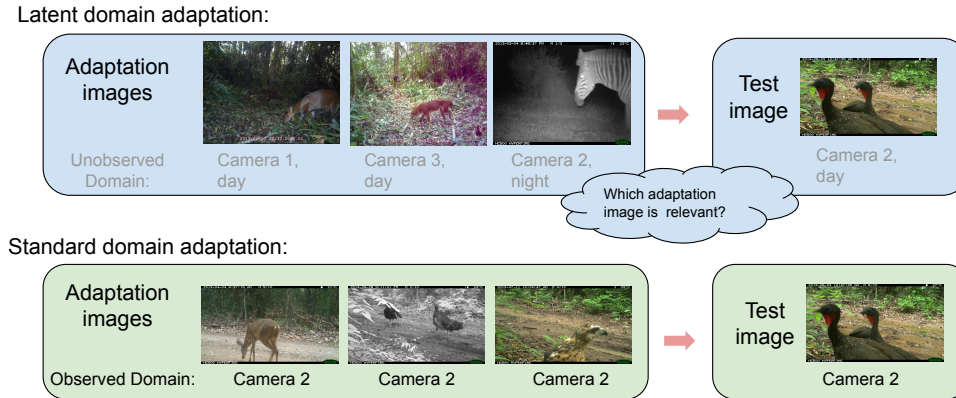 Latent domain adaptation:
Adaptation
images
Test
image
Unobserved
Domain:
Camera 1,
day
Camera 3,
day
Camera 2,
night
Camera 2,
day
Which adaptation
image is relevant?
Standard domain adaptation:
Adaptation
images
Test
image
Observed Domain:
Camera 2
Camera 2
Camera 2
Camera 2